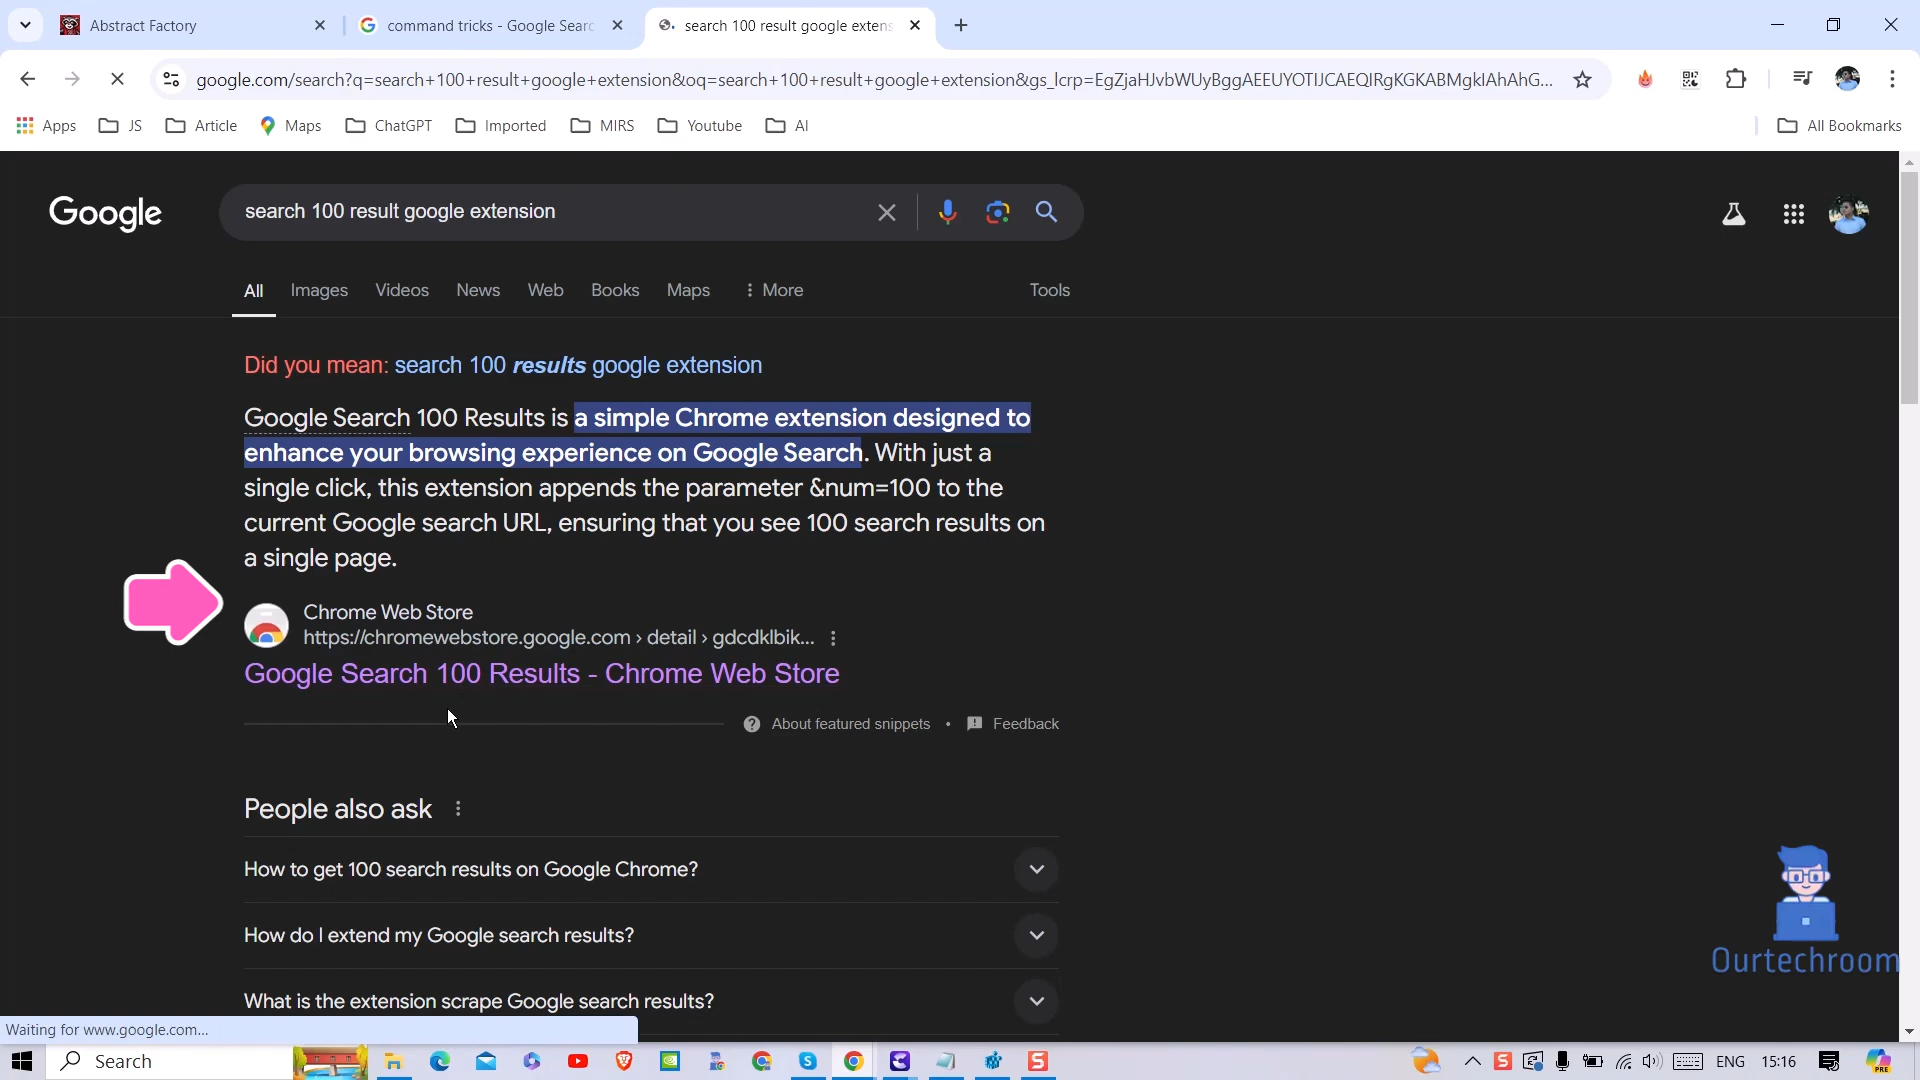 Abstract Factory
command tricks - Google Searc
search 100 result google extens
google.com/search?q=search+100+result+google+extension&oq=search+100+result+google+extension&gs_lcrp=EgZjaHJvbWUyBggAEEUYOTIJCAEQIRgKGKABMgkIAhAhG...
Apps JS Article Maps ChatGPT Imported MIRS Youtube AI All Bookmarks
Google search 100 result google extension
All Images Videos News Web Books Maps More Tools
Did you mean: search 100 results google extension
Google Search 100 Results is a simple Chrome extension designed to
enhance your browsing experience on Google Search. With just a
single click, this extension appends the parameter &num=100 to the
current Google search URL, ensuring that you see 100 search results on
a single page.
Chrome Web Store
https://chromewebstore.google.com › detail › gdcdklbik...
Google Search 100 Results - Chrome Web Store
About featured snippets • Feedback
People also ask
How to get 100 search results on Google Chrome?
How do I extend my Google search results?
What is the extension scrape Google search results?
Ourtechroom
Waiting for www.google.com...
Search ENG 15:16 PRE